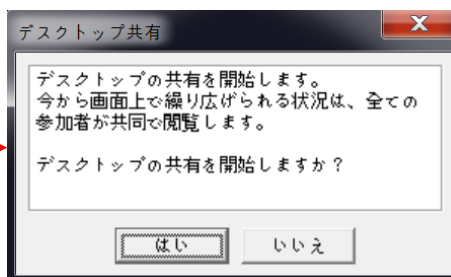 デスクトップ共有
デスクトップの共有を開始します。
今から画面上で繰り広げられる状況は、全ての
参加者が共同で閲覧します。
デスクトップの共有を開始しますか？
はい
いいえ